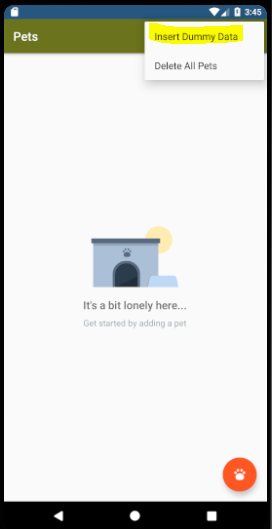 3:45
Pets
Insert Dummy Data
Delete All Pets
It's a bit lonely here...
Get started by adding a pet